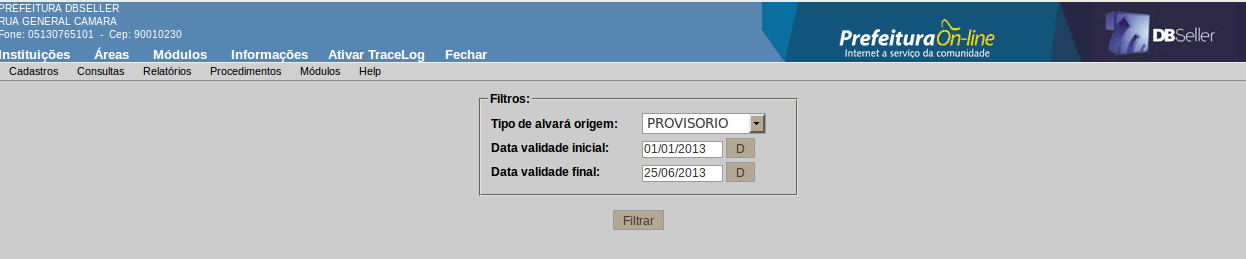 PREFEITURA DBSELLER
RUA GENERAL CAMARA
Fone: 05130765101 - Cep: 90010230
PrefeituraOn-line
Internet a serviço da comunidade
DBSeller
Instituições Áreas Módulos Informações Ativar TraceLog Fechar
Cadastros Consultas Relatórios Procedimentos Módulos Help
Filtros:
Tipo de alvará origem: PROVISORIO
Data validade inicial: 01/01/2013 D
Data validade final: 25/06/2013 D
Filtrar